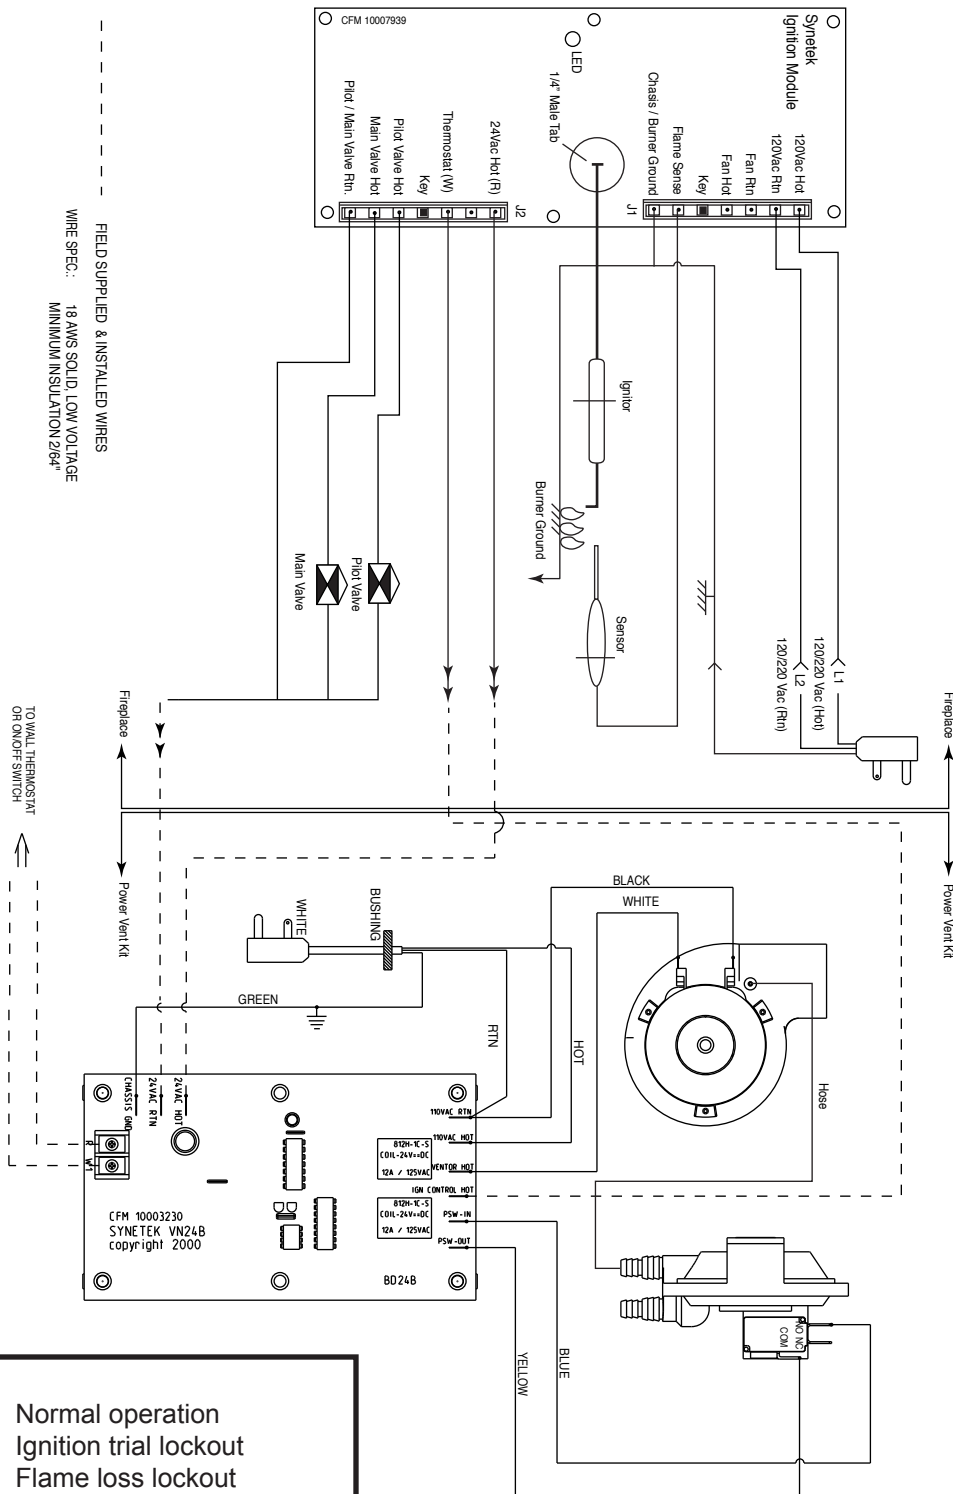 CFM 10007939
Synetek
Ignition Module
LED
1/4" Male Tab
Pilot / Main Valve Rtn.
Main Valve Hot
Pilot Valve Hot
Key
Thermostat (W)
24Vac Hot (R)
J2
Chasis / Burner Ground
Flame Sense
Key
Fan Hot
Fan Rtn
120Vac Rtn
120Vac Hot
J1
FIELD SUPPLIED & INSTALLED WIRES
WIRE SPEC.: 18 AWS SOLID, LOW VOLTAGE
MINIMUM INSULATION 2/64"
Ignitor
Burner Ground
Sensor
Main Valve
Pilot Valve
L1
120/220 Vac (Hot)
L2
120/220 Vac (Rtn)
Fireplace
Fireplace
Power Vent Kit
Power Vent Kit
TO WALL THERMOSTAT
OR ON/OFF SWITCH
BLACK
WHITE
BUSHING
WHITE
GREEN
RTN
HOT
Hose
CHASSIS GND
24VAC RTN
24VAC HOT
R
W1
110VAC RTN
110VAC HOT
VENTOR HOT
IGN CONTROL HOT
PSW-IN
PSW-OUT
812H-1C-S
COIL-24V==DC
12A / 125VAC
812H-1C-S
COIL-24V==DC
12A / 125VAC
CFM 10003230
SYNETEK VN24B
copyright 2000
BD24B
NO NC
COM
BLUE
YELLOW
Normal operation
Ignition trial lockout
Flame loss lockout